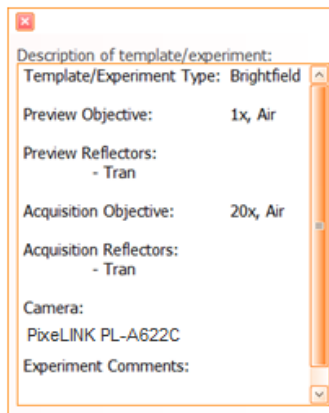 Description of template/experiment:
Template/Experiment Type: Brightfield
Preview Objective: 1x, Air
Preview Reflectors:
- Tran
Acquisition Objective: 20x, Air
Acquisition Reflectors:
- Tran
Camera:
PixeLINK PL-A622C
Experiment Comments: